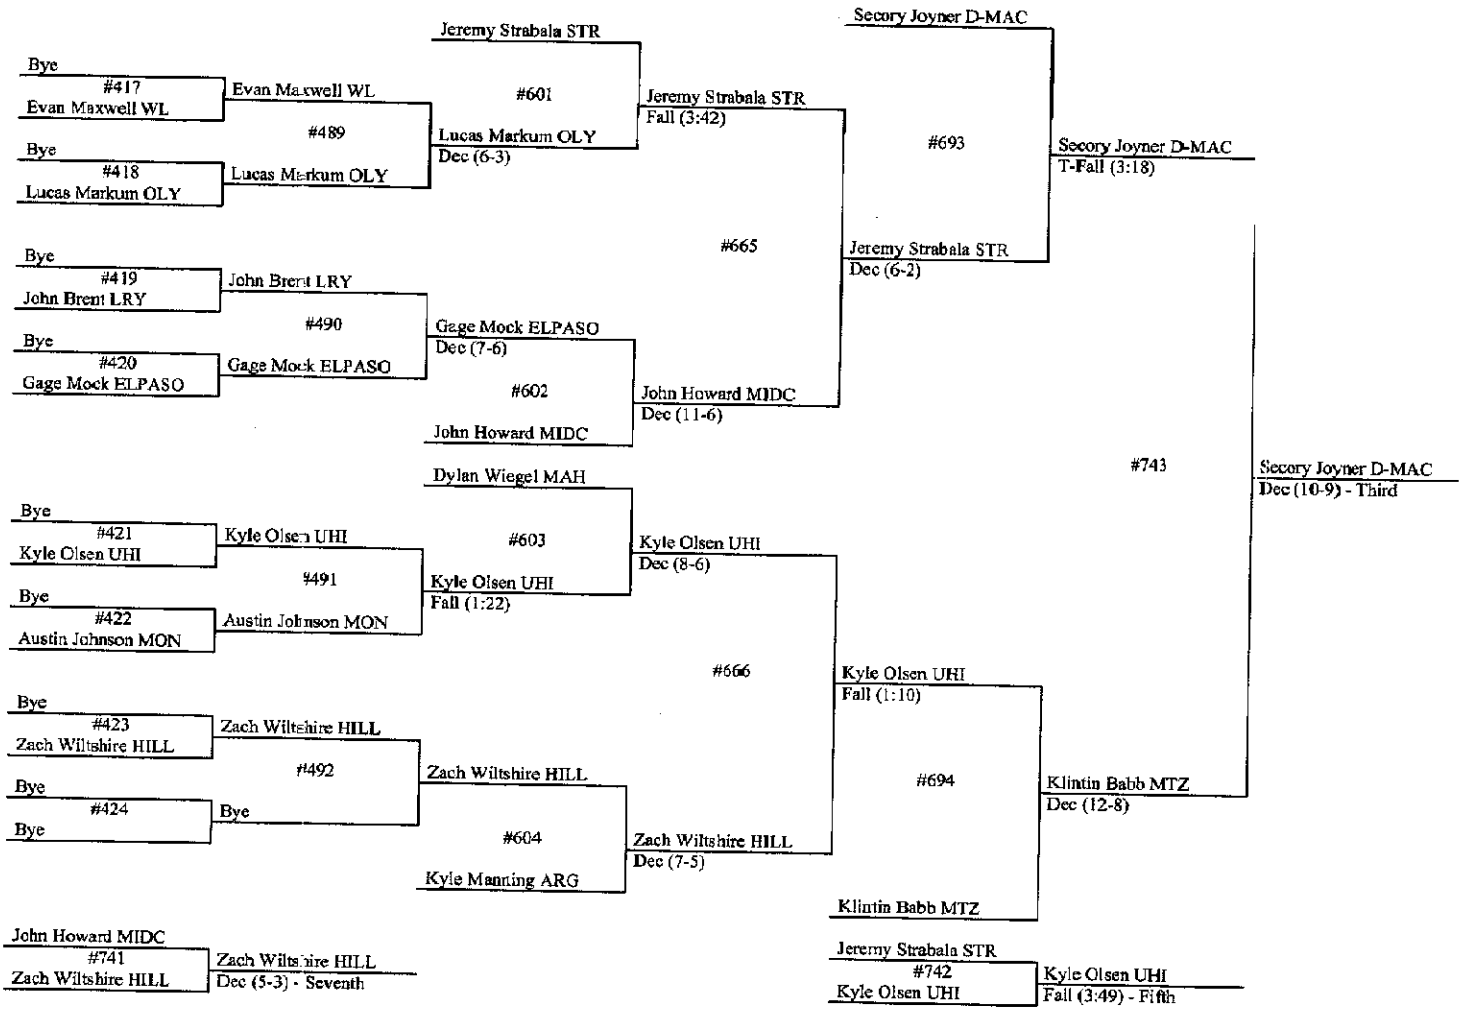 Jeremy Strabala STR
Secory Joyner D-MAC
Bye
#417
Evan Maxwell WL
Evan Maxwell WL
#489
#601
Jeremy Strabala STR
Fall (3:42)
Lucas Markum OLY
Dec (6-3)
Bye
#418
Lucas Markum OLY
Lucas Markum OLY
#693
Secory Joyner D-MAC
T-Fall (3:18)
#665
Jeremy Strabala STR
Dec (6-2)
Bye
#419
John Brent LRY
John Brent LRY
#490
Gage Mock ELPASO
Dec (7-6)
Bye
#420
Gage Mock ELPASO
Gage Mock ELPASO
#602
John Howard MIDC
Dec (11-6)
John Howard MIDC
#743
Secory Joyner D-MAC
Dec (10-9) - Third
Dylan Wiegel MAH
Bye
#421
Kyle Olsen UHI
Kyle Olsen UHI
#603
Kyle Olsen UHI
Dec (8-6)
#491
Kyle Olsen UHI
Fall (1:22)
Bye
#422
Austin Johnson MON
Austin Johnson MON
#666
Kyle Olsen UHI
Fall (1:10)
Bye
#423
Zach Wiltshire HILL
Zach Wiltshire HILL
#492
Zach Wiltshire HILL
Bye
#424
Bye
Bye
#694
Klintin Babb MTZ
Dec (12-8)
#604
Zach Wiltshire HILL
Dec (7-5)
Kyle Manning ARG
Klintin Babb MTZ
John Howard MIDC
#741
Zach Wiltshire HILL
Zach Wiltshire HILL
Dec (5-3) - Seventh
Jeremy Strabala STR
#742
Kyle Olsen UHI
Kyle Olsen UHI
Fall (3:49) - Fifth